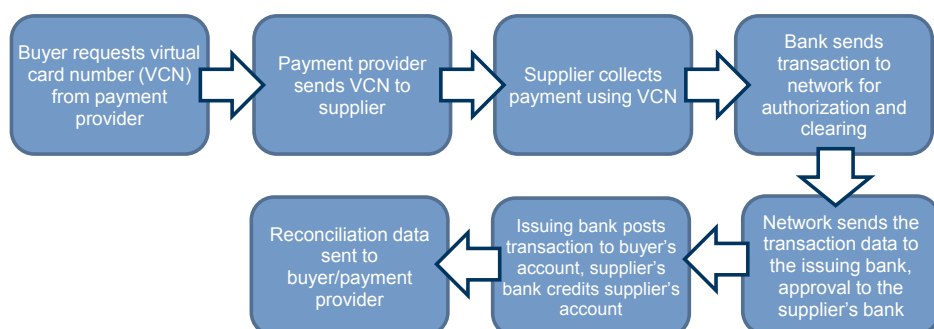 Buyer requests virtual
card number (VCN)
from payment
provider
Payment provider
sends VCN to
supplier
Supplier collects
payment using VCN
Bank sends
transaction to
network for
authorization and
clearing
Network sends the
transaction data to
the issuing bank,
approval to the
supplier's bank
Issuing bank posts
transaction to buyer's
account, supplier's
bank credits supplier's
account
Reconciliation data
sent to
buyer/payment
provider